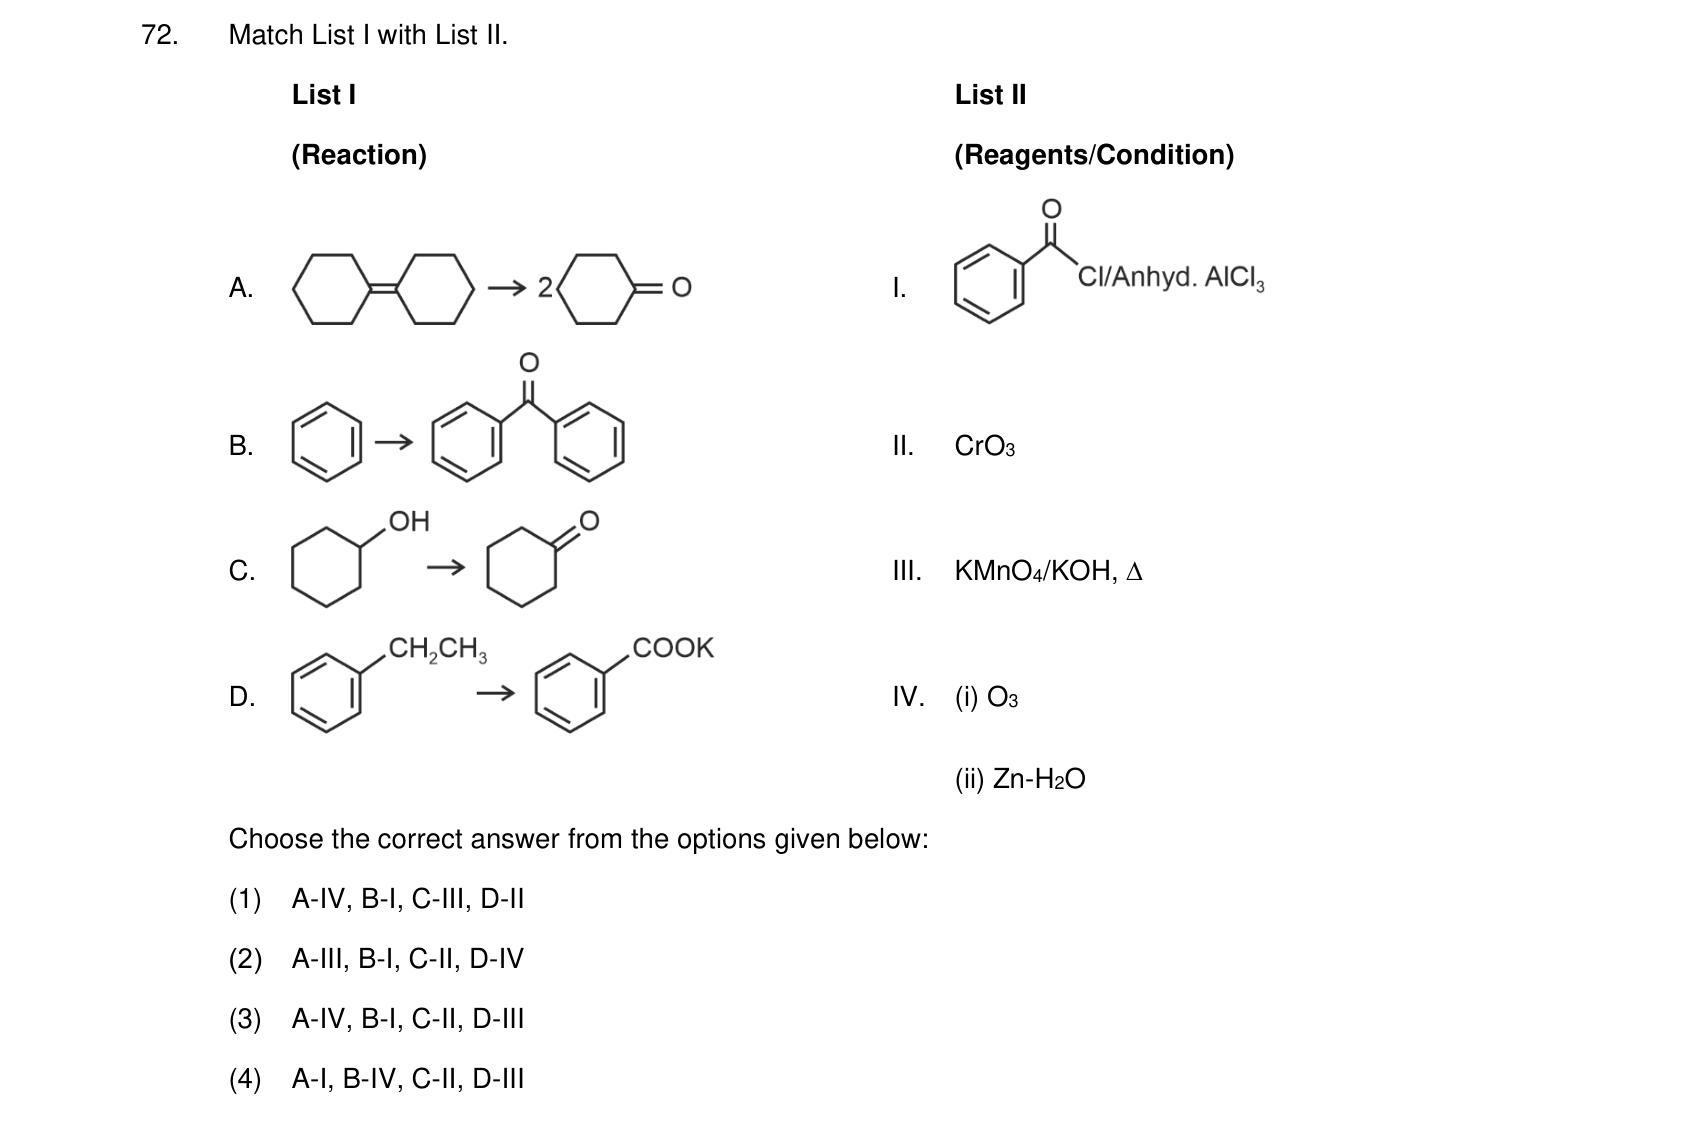 72. Match List I with List II.
List I List II
(Reaction) (Reagents/Condition)
O
A. → 2 O I. Cl/Anhyd. AlCl₃
O
B. → II. CrO₃
OH O
C. → III. KMnO₄/KOH, Δ
CH₂CH₃ COOK
D. → IV. (i) O₃
(ii) Zn-H₂O
Choose the correct answer from the options given below:
(1) A-IV, B-I, C-III, D-II
(2) A-III, B-I, C-II, D-IV
(3) A-IV, B-I, C-II, D-III
(4) A-I, B-IV, C-II, D-III